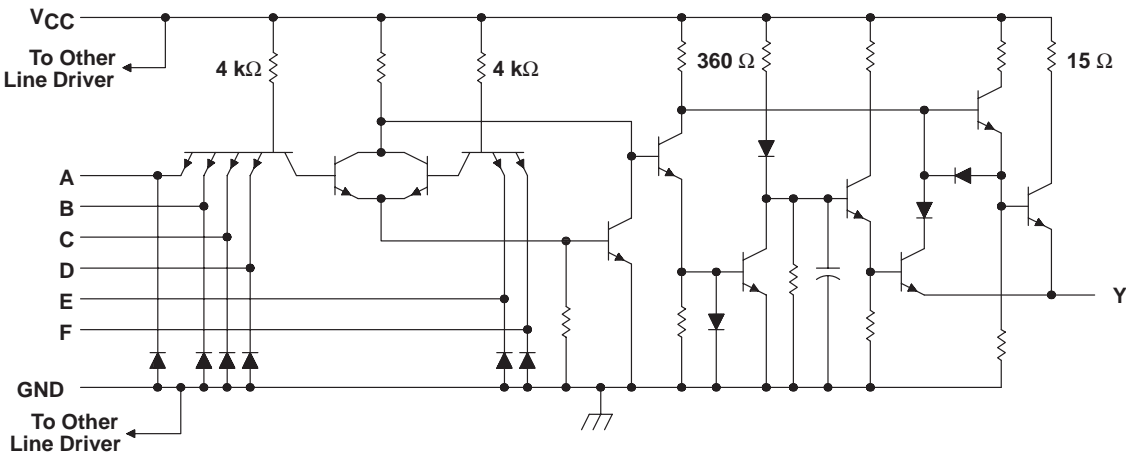 VCC
To Other
Line Driver
4 kΩ
4 kΩ
360 Ω
15 Ω
A
B
C
D
E
F
Y
GND
To Other
Line Driver